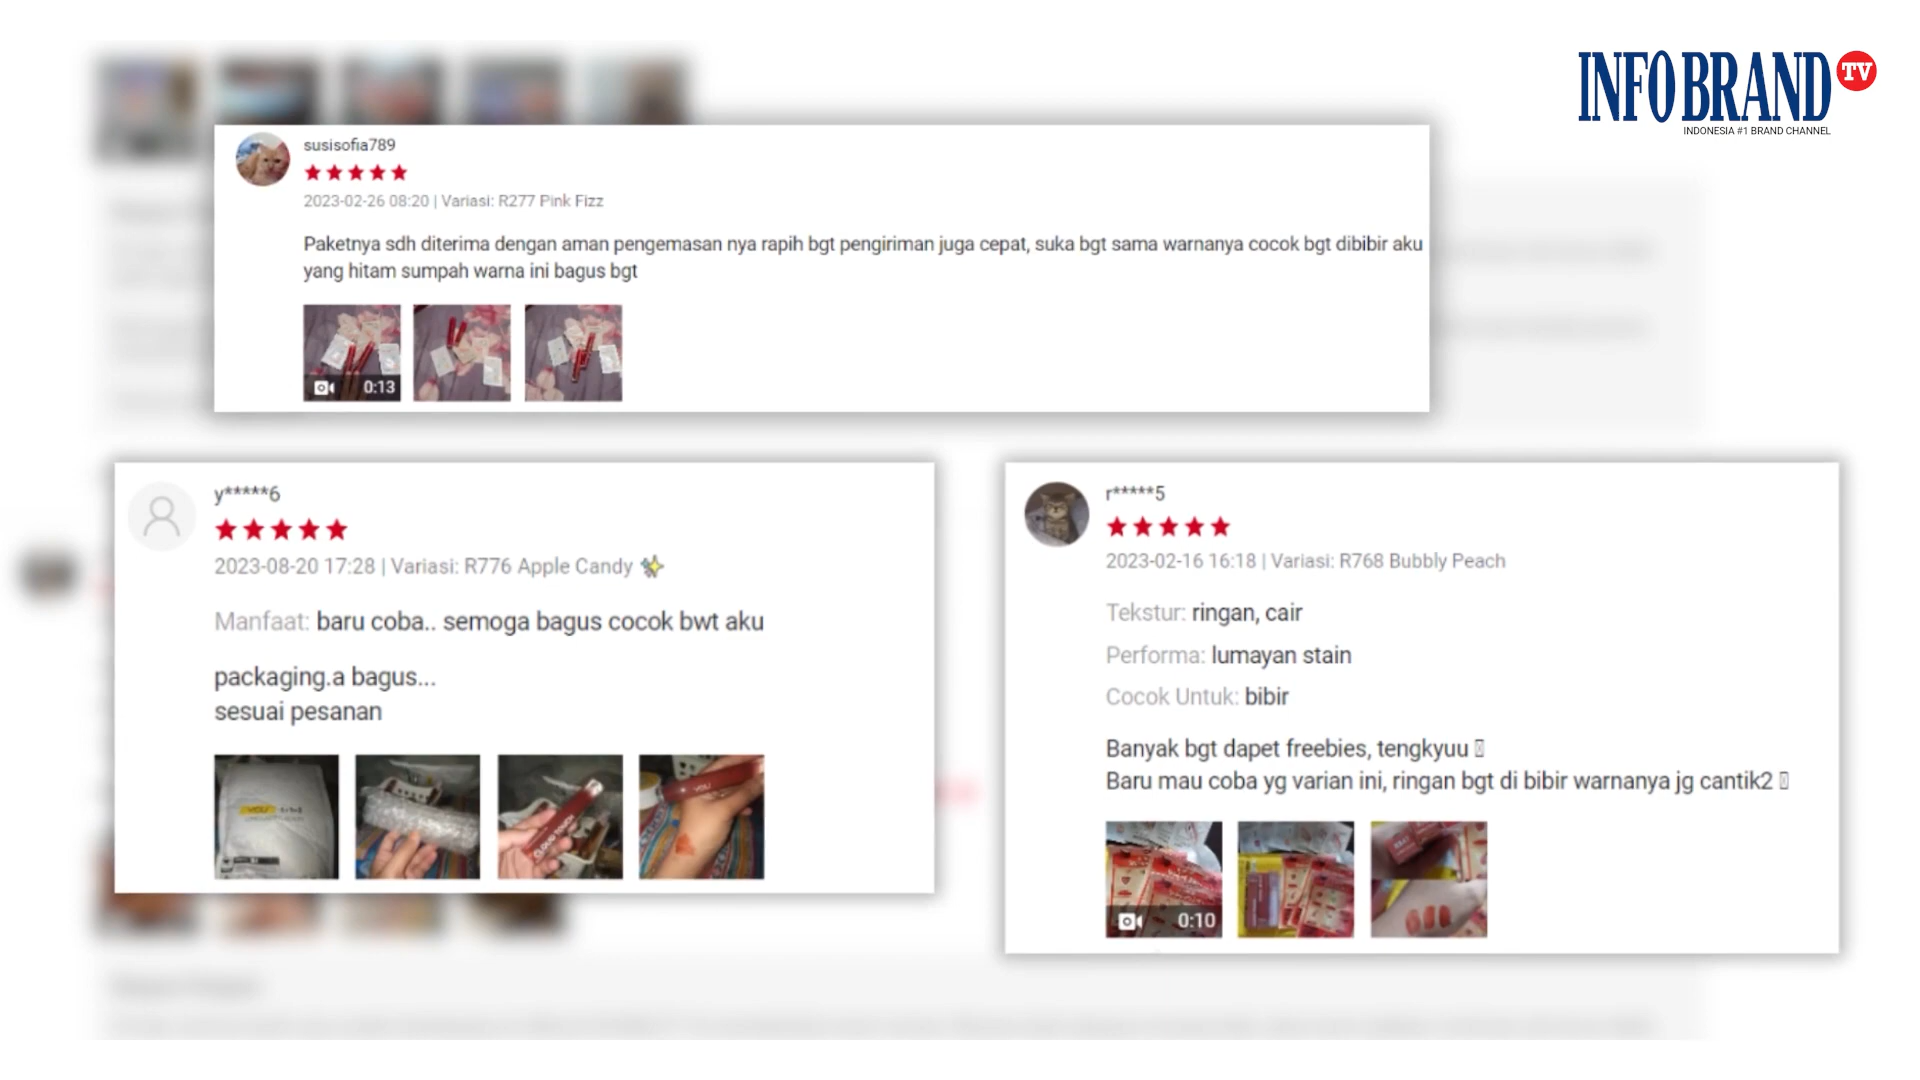 INFOBRAND TV
INDONESIA #1 BRAND CHANNEL
susisofia789
2023-02-26 08:20 | Variasi: R277 Pink Fizz
Paketnya sdh diterima dengan aman pengemasan nya rapih bgt pengiriman juga cepat, suka bgt sama warnanya cocok bgt dibibir aku
yang hitam sumpah warna ini bagus bgt
0:13
y*****6
2023-08-20 17:28 | Variasi: R776 Apple Candy ✨
Manfaat: baru coba.. semoga bagus cocok bwt aku
packaging.a bagus...
sesuai pesanan
YOU
CLOUD TOUCH
YOU
r*****5
2023-02-16 16:18 | Variasi: R768 Bubbly Peach
Tekstur: ringan, cair
Performa: lumayan stain
Cocok Untuk: bibir
Banyak bgt dapet freebies, tengkyuu
Baru mau coba yg varian ini, ringan bgt di bibir warnanya jg cantik2
0:10